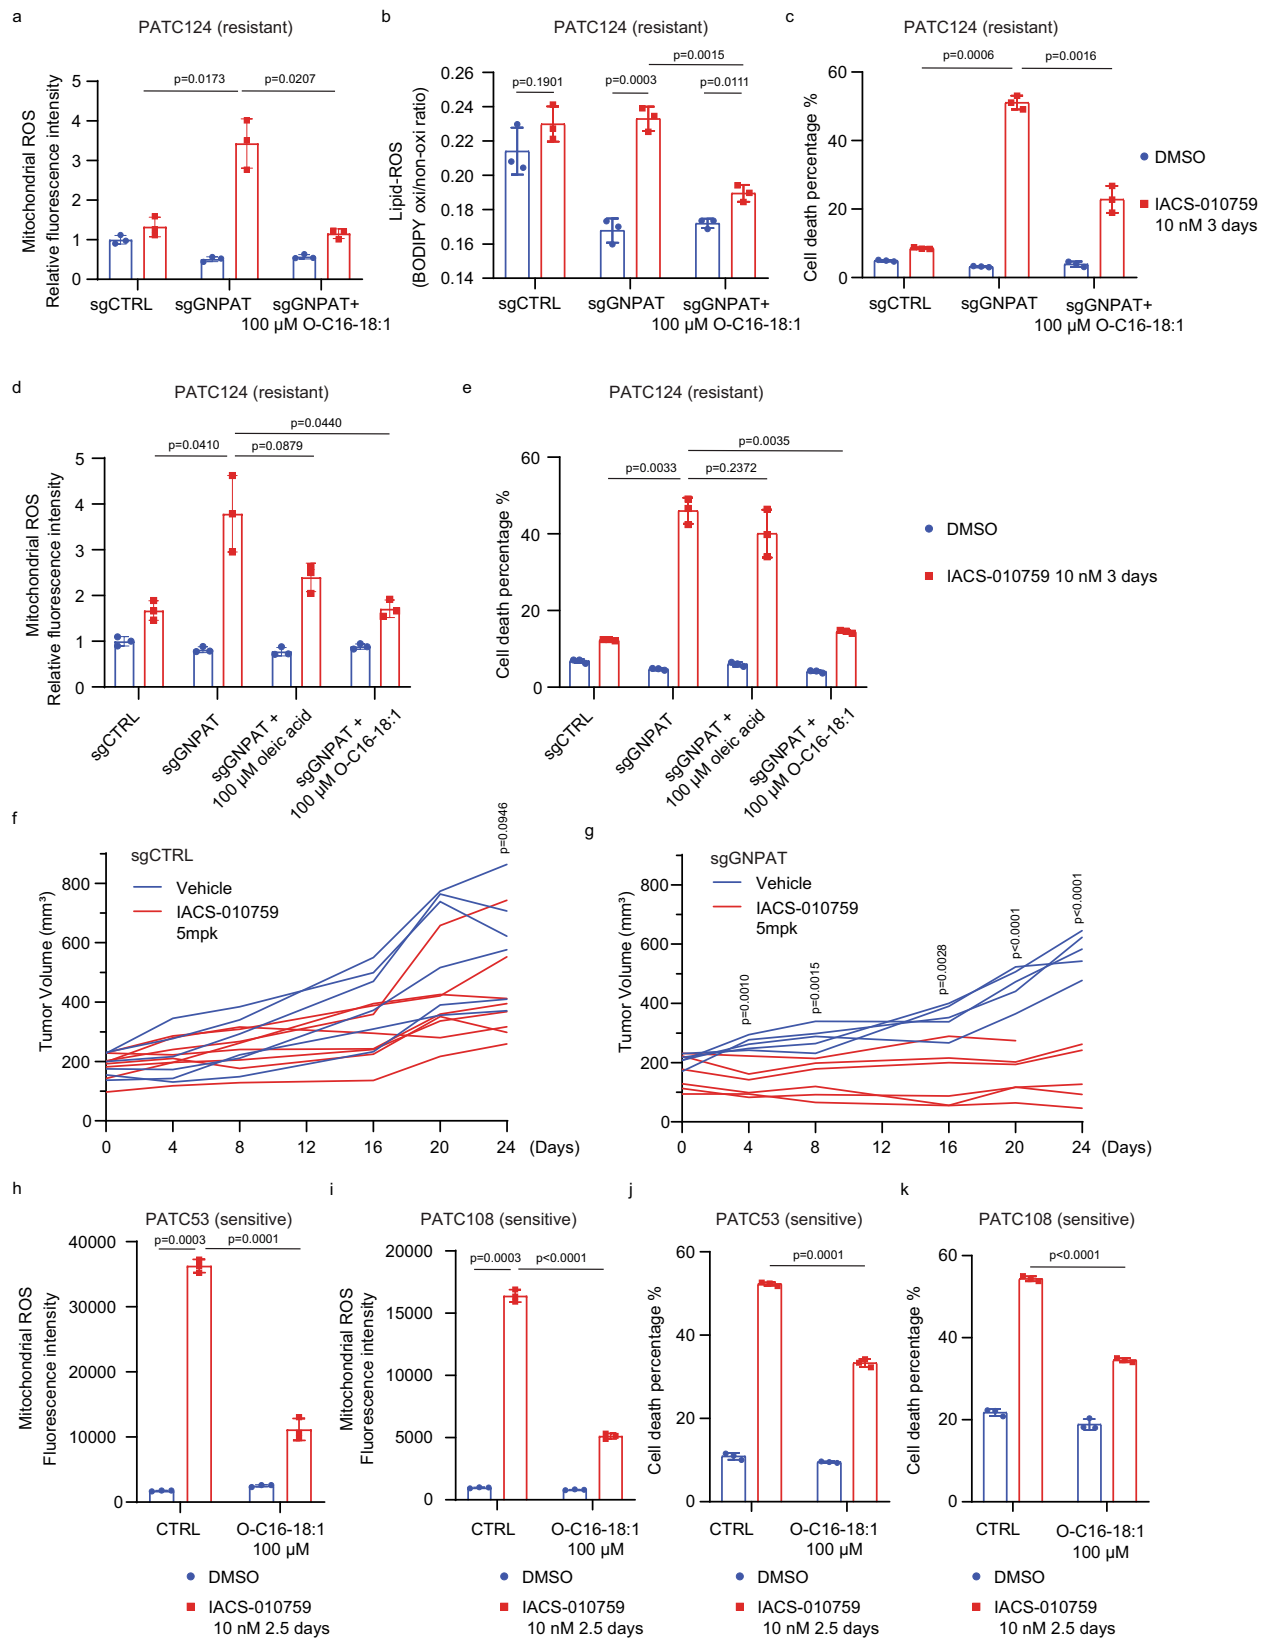 a
PATC124 (resistant)
Mitochondrial ROS
Relative fluorescence intensity
5
4
3
2
1
0
p=0.0173
p=0.0207
sgCTRL
sgGNPAT
sgGNPAT+
100 µM O-C16-18:1
b
PATC124 (resistant)
Lipid-ROS
(BODIPY oxi/non-oxi ratio)
0.26
0.24
0.22
0.20
0.18
0.16
0.14
p=0.0015
p=0.1901
p=0.0003
p=0.0111
sgCTRL
sgGNPAT
sgGNPAT+
100 µM O-C16-18:1
c
PATC124 (resistant)
Cell death percentage %
60
40
20
0
p=0.0006
p=0.0016
sgCTRL
sgGNPAT
sgGNPAT+
100 µM O-C16-18:1
DMSO
IACS-010759
10 nM 3 days
d
PATC124 (resistant)
Mitochondrial ROS
Relative fluorescence intensity
5
4
3
2
1
0
p=0.0440
p=0.0410
p=0.0879
sgCTRL
sgGNPAT
sgGNPAT +
100 µM oleic acid
sgGNPAT +
100 µM O-C16-18:1
e
PATC124 (resistant)
Cell death percentage %
60
40
20
0
p=0.0035
p=0.0033
p=0.2372
sgCTRL
sgGNPAT
sgGNPAT +
100 µM oleic acid
sgGNPAT +
100 µM O-C16-18:1
DMSO
IACS-010759 10 nM 3 days
f
sgCTRL
Vehicle
IACS-010759
5mpk
Tumor Volume (mm³)
800
600
400
200
0
p=0.0946
0 4 8 12 16 20 24 (Days)
g
sgGNPAT
Vehicle
IACS-010759
5mpk
Tumor Volume (mm³)
800
600
400
200
0
p=0.0010
p=0.0015
p=0.0028
p<0.0001
p<0.0001
0 4 8 12 16 20 24 (Days)
h
PATC53 (sensitive)
Mitochondrial ROS
Fluorescence intensity
40000
30000
20000
10000
0
p=0.0003
p=0.0001
CTRL
O-C16-18:1
100 µM
DMSO
IACS-010759
10 nM 2.5 days
i
PATC108 (sensitive)
Mitochondrial ROS
Fluorescence intensity
20000
15000
10000
5000
0
p=0.0003
p<0.0001
CTRL
O-C16-18:1
100 µM
DMSO
IACS-010759
10 nM 2.5 days
j
PATC53 (sensitive)
Cell death percentage %
60
40
20
0
p=0.0001
CTRL
O-C16-18:1
100 µM
DMSO
IACS-010759
10 nM 2.5 days
k
PATC108 (sensitive)
Cell death percentage %
60
40
20
0
p<0.0001
CTRL
O-C16-18:1
100 µM
DMSO
IACS-010759
10 nM 2.5 days